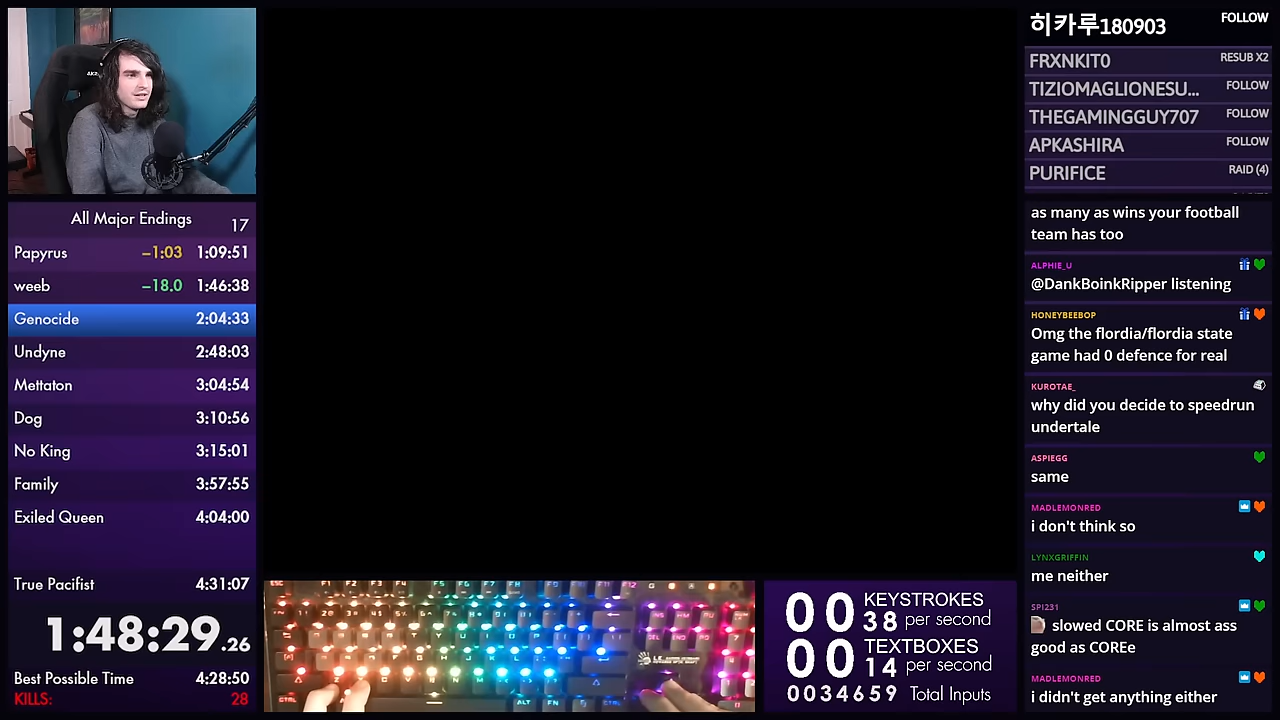 히카루180903 FOLLOW
FRXNKIT0 RESUB X2
TIZIOMAGLIONESU... FOLLOW
THEGAMINGGUY707 FOLLOW
APKASHIRA FOLLOW
PURIFICE RAID (4)
as many as wins your football
team has too
ALPHIE_U
@DankBoinkRipper listening
HONEYBEEBOP
Omg the flordia/flordia state
game had 0 defence for real
KUROTAE_
why did you decide to speedrun
undertale
ASPIEGG
same
MADLEMONRED
i don't think so
LYNXGRIFFIN
me neither
SPI231
slowed CORE is almost ass
good as COREe
MADLEMONRED
i didn't get anything either
All Major Endings 17
Papyrus −1:03 1:09:51
weeb −18.0 1:46:38
Genocide 2:04:33
Undyne 2:48:03
Mettaton 3:04:54
Dog 3:10:56
No King 3:15:01
Family 3:57:55
Exiled Queen 4:04:00
True Pacifist 4:31:07
1:48:29.26
Best Possible Time 4:28:50
KILLS: 28
00 38 KEYSTROKES per second
00 14 TEXTBOXES per second
0034659 Total Inputs